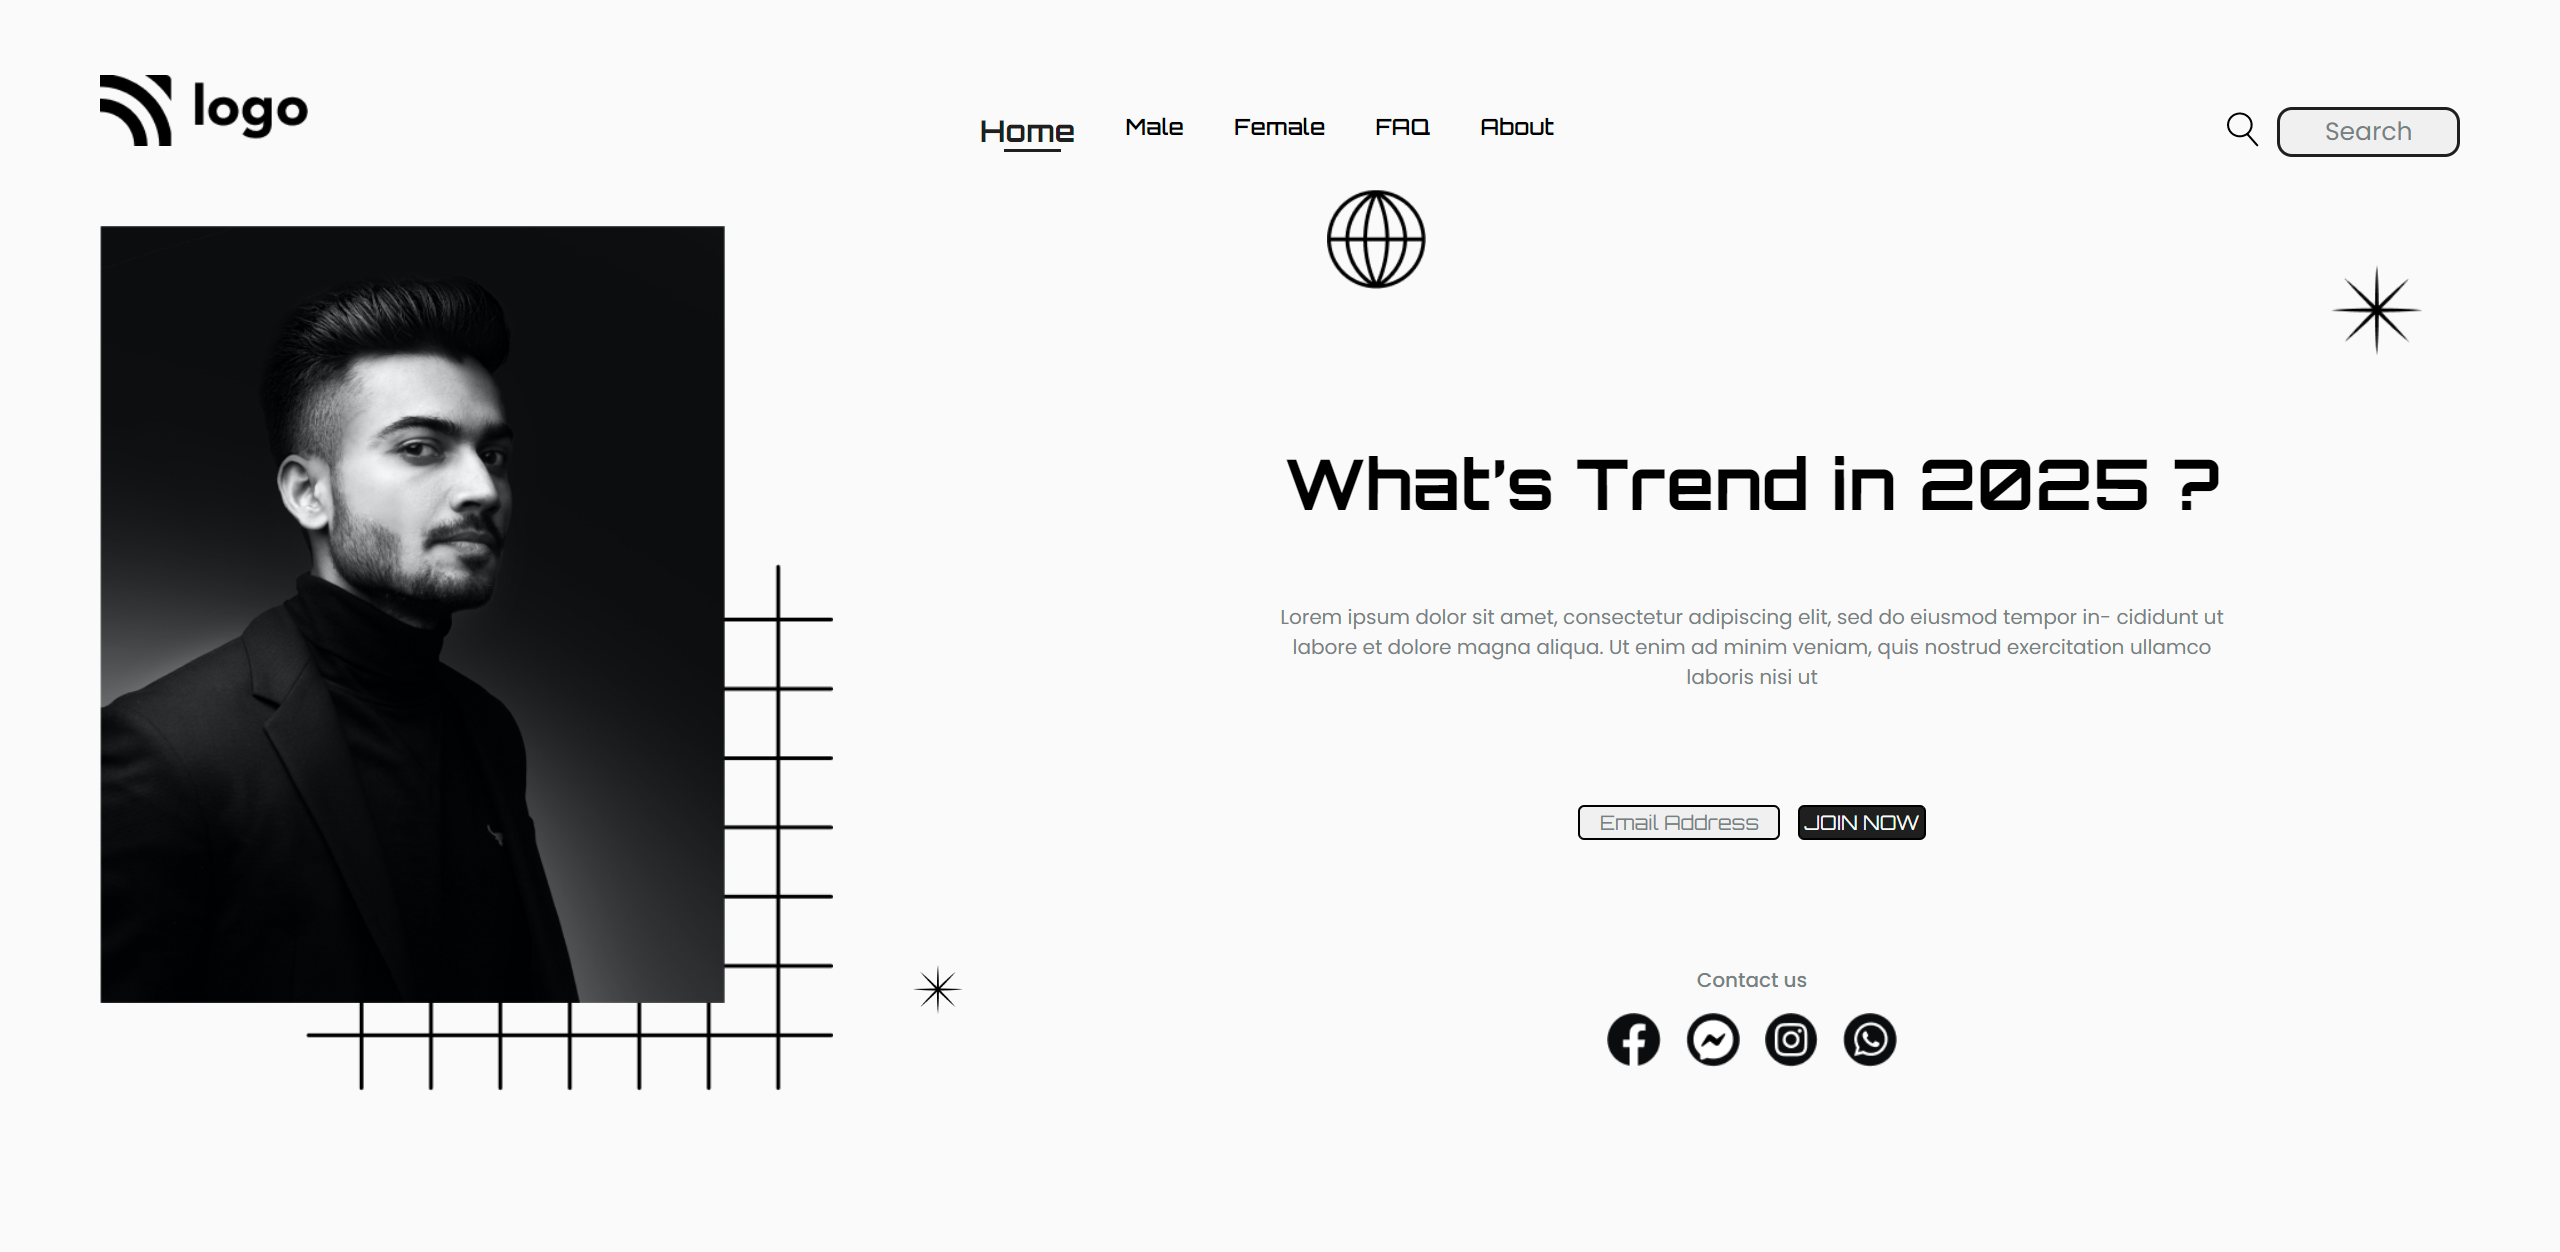 logo
Home
Male
Female
FAQ
About
Search
What's Trend in 2025 ?
Lorem ipsum dolor sit amet, consectetur adipiscing elit, sed do eiusmod tempor in- cididunt ut
labore et dolore magna aliqua. Ut enim ad minim veniam, quis nostrud exercitation ullamco
laboris nisi ut
Email Address
JOIN NOW
Contact us